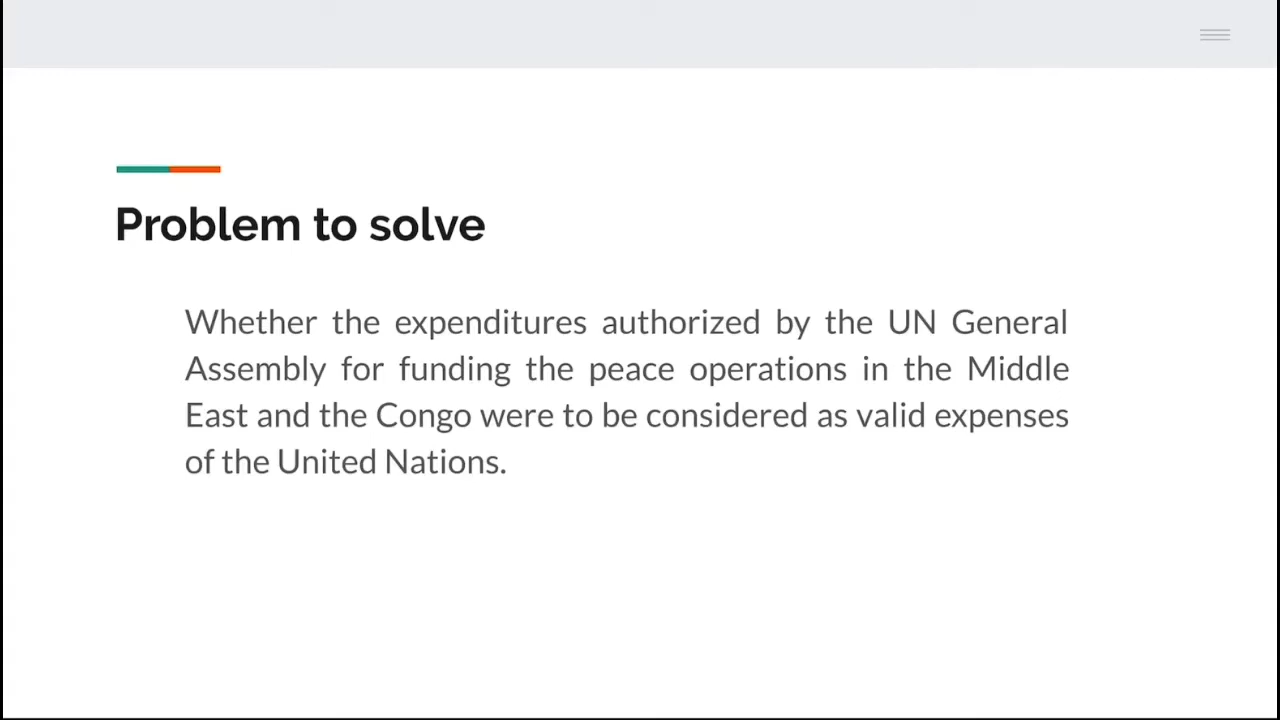 Problem to solve
Whether the expenditures authorized by the UN General
Assembly for funding the peace operations in the Middle
East and the Congo were to be considered as valid expenses
of the United Nations.